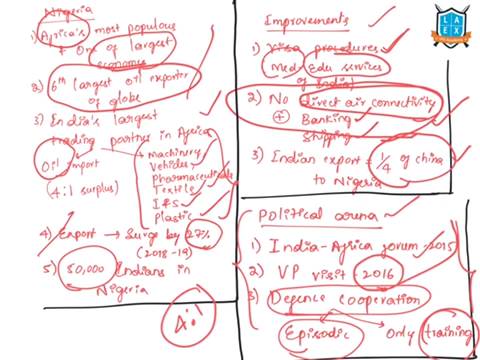 Nigeria
1) Africa's most populous
& One of largest
economies
2) 6th largest oil exporter
of globe
3) India's largest
trading partner in Africa
Oil import
(4:1 surplus)
Machinery
Vehicles
Pharmaceuticals
Textile
I&S
Plastic
4) Export → Surge by 27%
(2018-19)
5) 50,000 Indians in
Nigeria
4:1
Improvements
1) Visa procedures
(Med, Edu services
of India)
2) No Direct air connectivity
+ Banking
Shipping
3) Indian export = 1/4 of china
to Nigeria
Political arena
1) India-Africa forum - 2015
2) VP visit = 2016
3) Defence cooperation
Episodic
Only training
LAEX